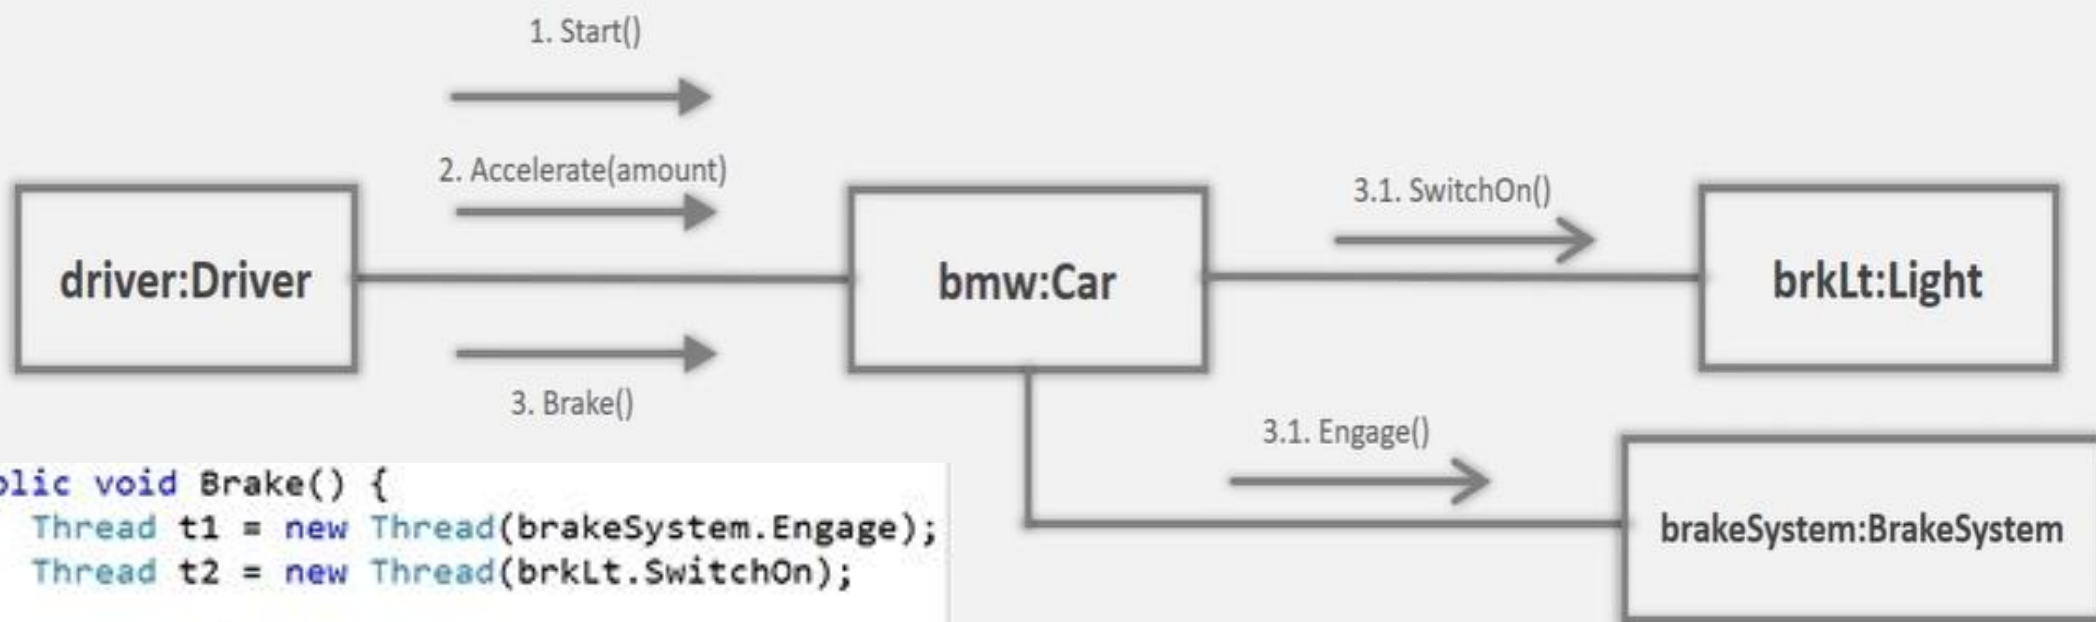 1. Start()
2. Accelerate(amount)
driver:Driver
3. Brake()
bmw:Car
3.1. SwitchOn()
brkLt:Light
3.1. Engage()
brakeSystem:BrakeSystem
void Brake() {
Thread t1 = new Thread(brakeSystem.Engage);
Thread t2 = new Thread(brkLt.SwitchOn);